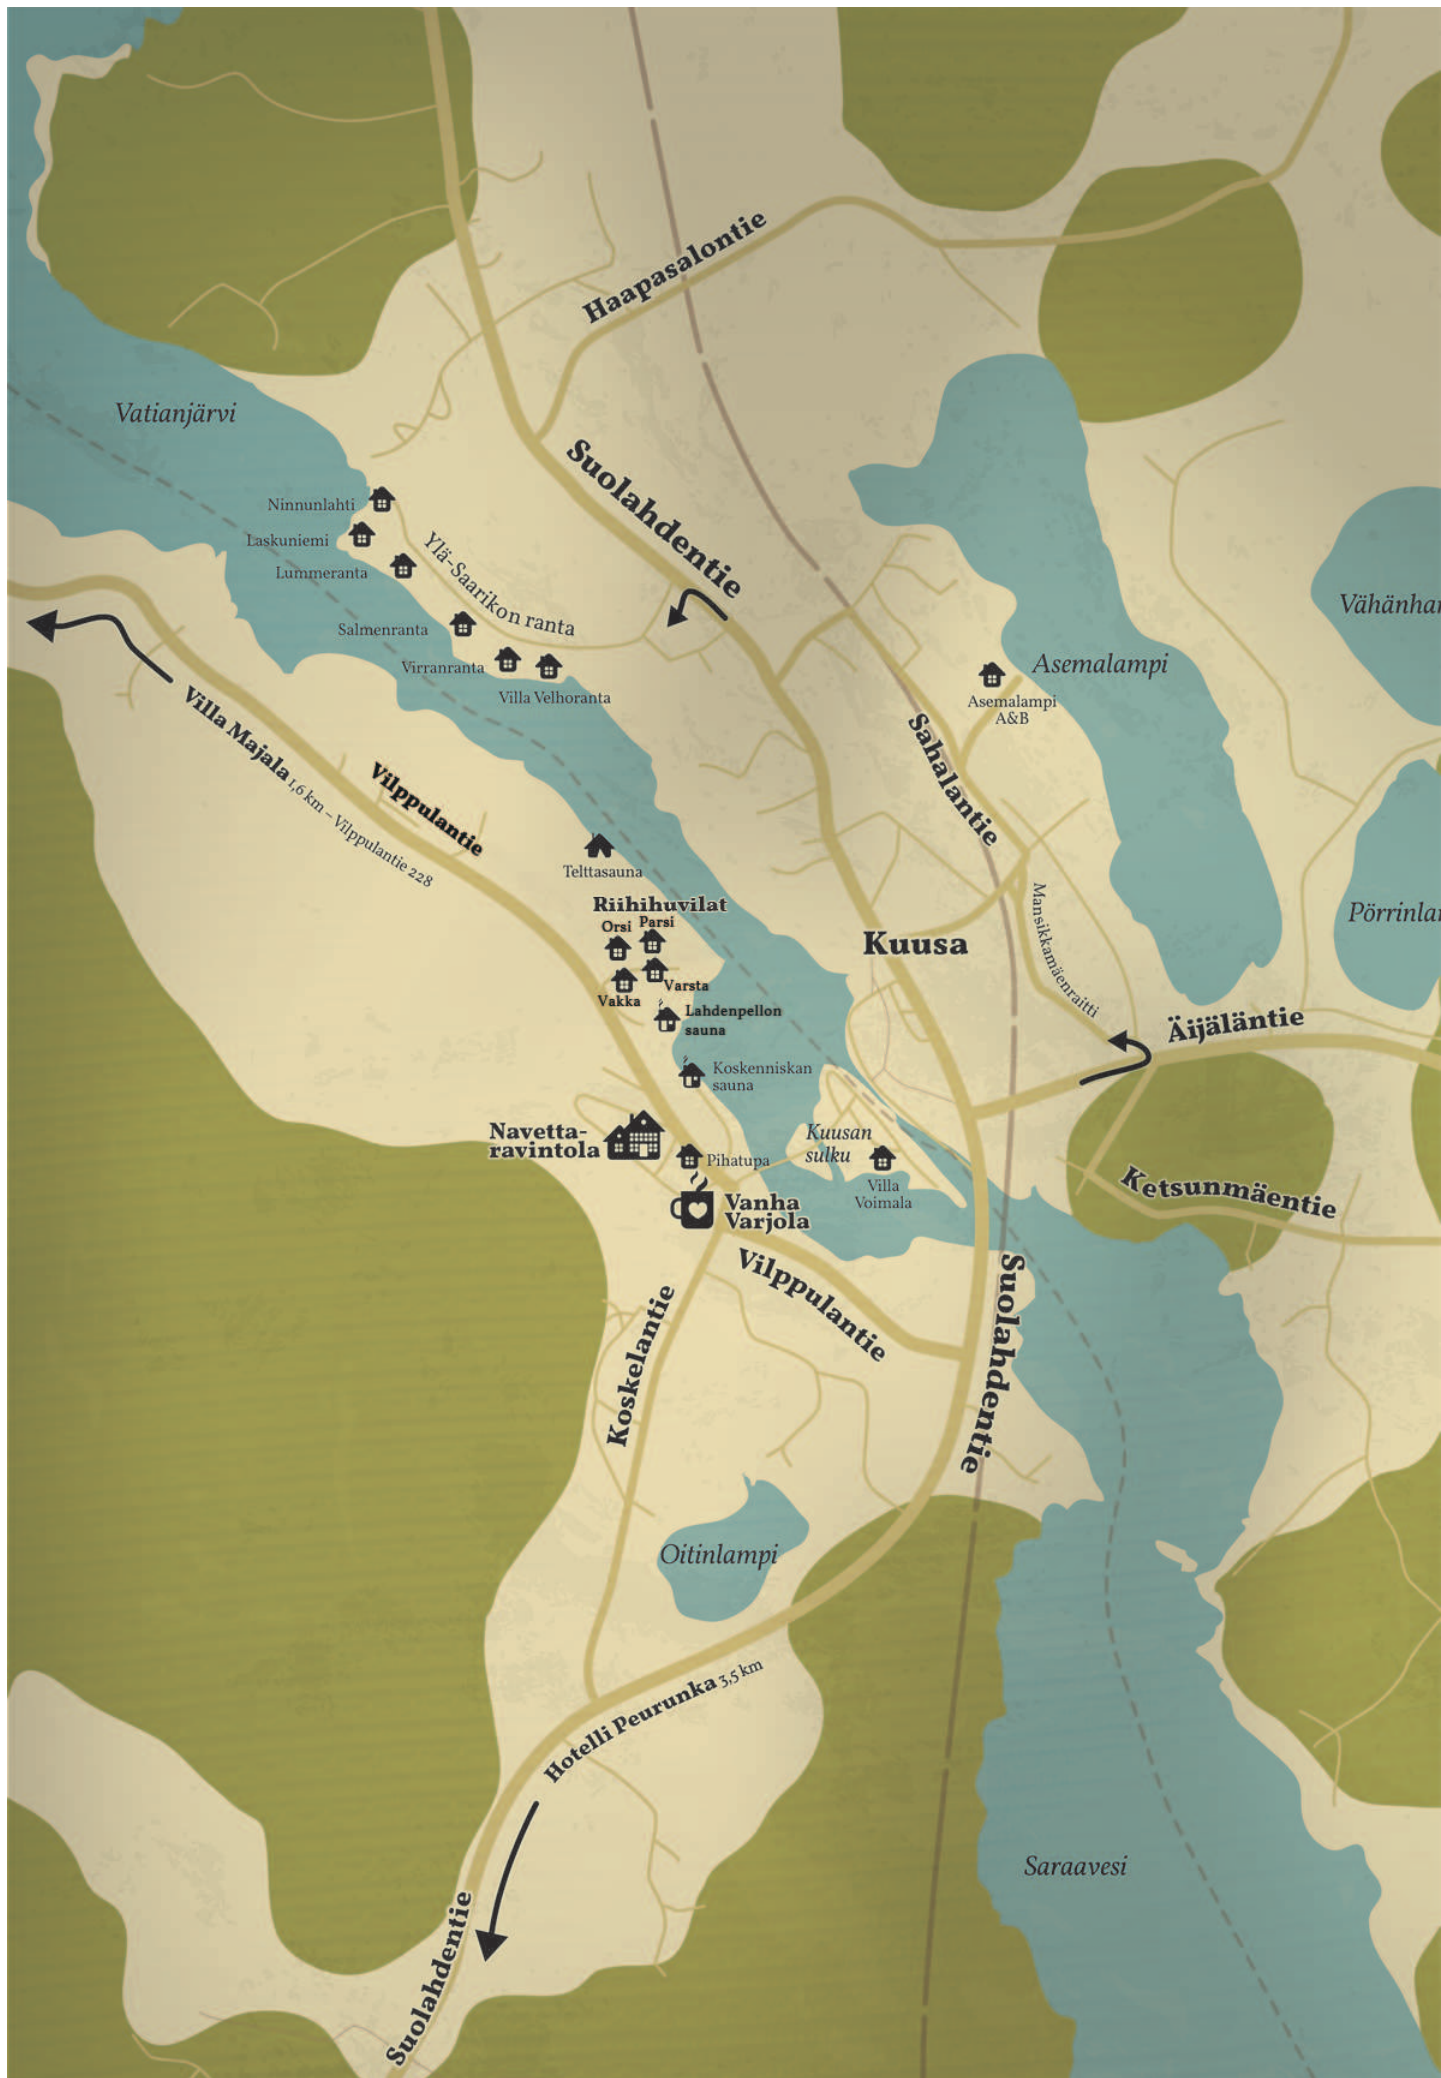 Haapasalontie
Vatianjärvi
Suolahdentie
Ninnunlahti
Laskuniemi
Lummeranta
Ylä-Saarikon ranta
Salmenranta
Virranranta
Villa Velhoranta
Vähänhar
Asemalampi
Asemalampi
A&B
Villa Majala 1,6 km – Vilppulantie 228
Vilppulantie
Sahalantie
Telttasauna
Riihihuvilat
Orsi
Parsi
Varsta
Vakka
Lahdenpellon
sauna
Kuusa
Mansikkamäenraitti
Pörrinlar
Äijäläntie
Koskenniskan
sauna
Navetta-
ravintola
Pihatupa
Kuusan
sulku
Villa
Voimala
Ketsunmäentie
Vanha
Varjola
Vilppulantie
Koskelantie
Suolahdentie
Oitinlampi
Hotelli Peurunka 3,5 km
Saraavesi
Suolahdentie